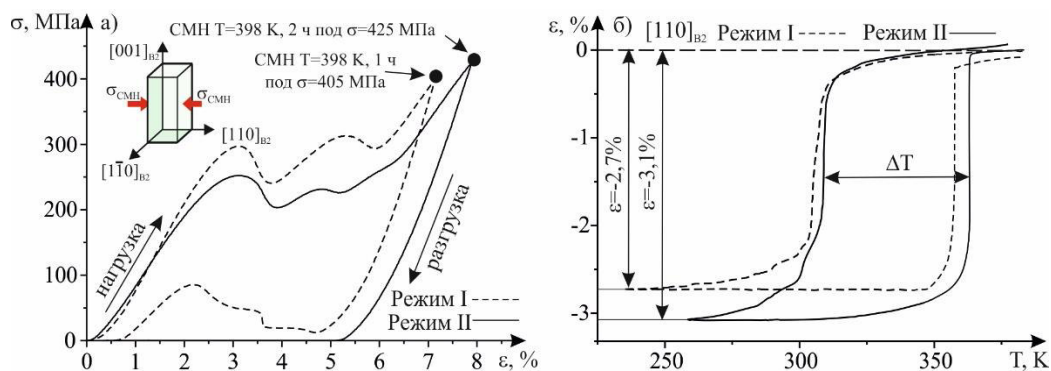 σ, МПа а)
СМН T=398 К, 2 ч под σ=425 МПа
СМН T=398 К, 1 ч
под σ=405 МПа
[001]B2
σСМН
σСМН
[110]B2
[11̅0]B2
нагрузка
разгрузка
Режим I
Режим II
400
300
200
100
0
0 1 2 3 4 5 6 7 8
ε, %
ε, % б)
[110]B2
Режим I
Режим II
0
-1
-2
-3
ε=-2,7%
ε=-3,1%
ΔT
250 300 350
T, K